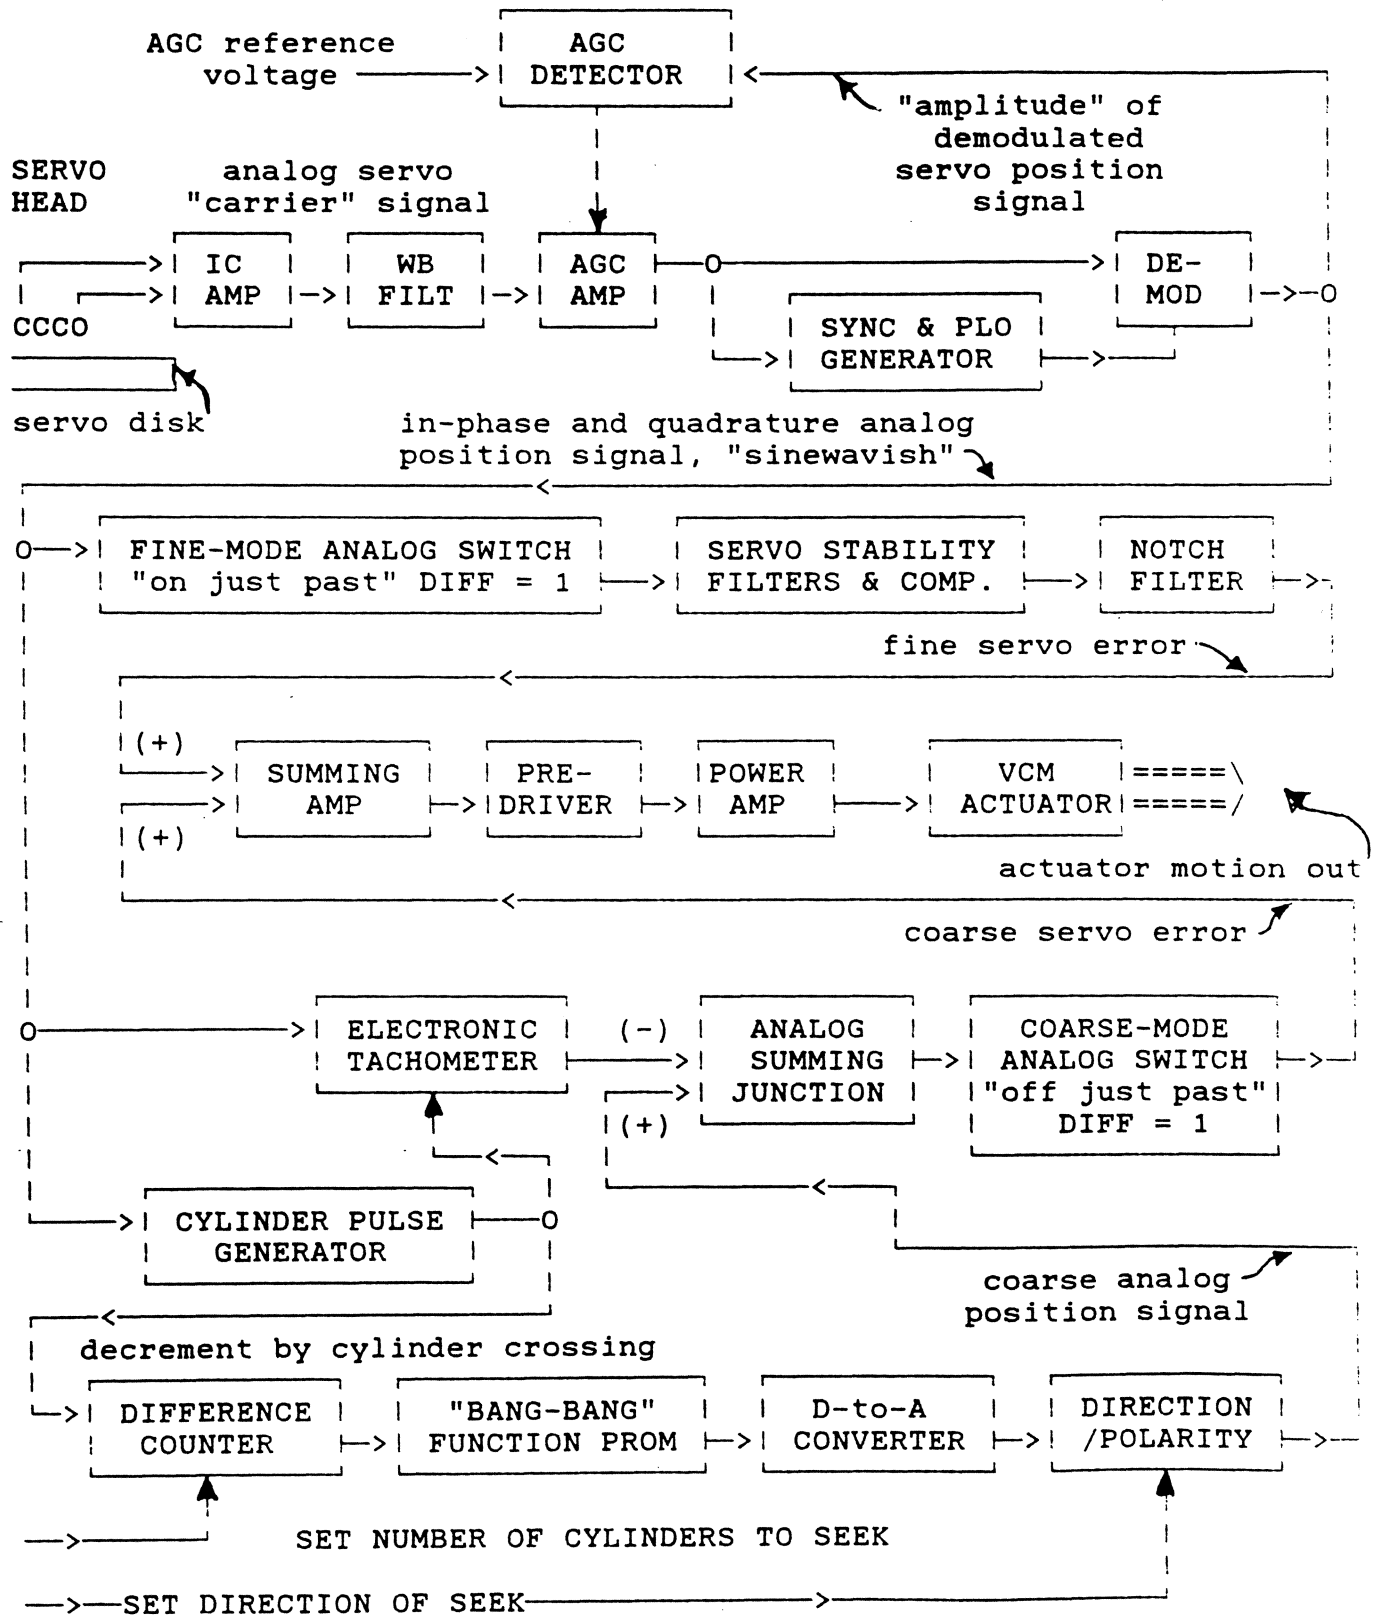 AGC reference
voltage
AGC
DETECTOR
"amplitude" of
demodulated
servo position
signal
SERVO
HEAD
analog servo
"carrier" signal
IC
AMP
WB
FILT
AGC
AMP
DE-
MOD
SYNC & PLO
GENERATOR
CCCO
servo disk
in-phase and quadrature analog
position signal, "sinewavish"
FINE-MODE ANALOG SWITCH
"on just past" DIFF = 1
SERVO STABILITY
FILTERS & COMP.
NOTCH
FILTER
fine servo error
(+)
SUMMING
AMP
PRE-
DRIVER
POWER
AMP
VCM
ACTUATOR
(+)
actuator motion out
coarse servo error
ELECTRONIC
TACHOMETER
(-)
(+)
ANALOG
SUMMING
JUNCTION
COARSE-MODE
ANALOG SWITCH
"off just past"
DIFF = 1
CYLINDER PULSE
GENERATOR
coarse analog
position signal
decrement by cylinder crossing
DIFFERENCE
COUNTER
"BANG-BANG"
FUNCTION PROM
D-to-A
CONVERTER
DIRECTION
/POLARITY
SET NUMBER OF CYLINDERS TO SEEK
SET DIRECTION OF SEEK